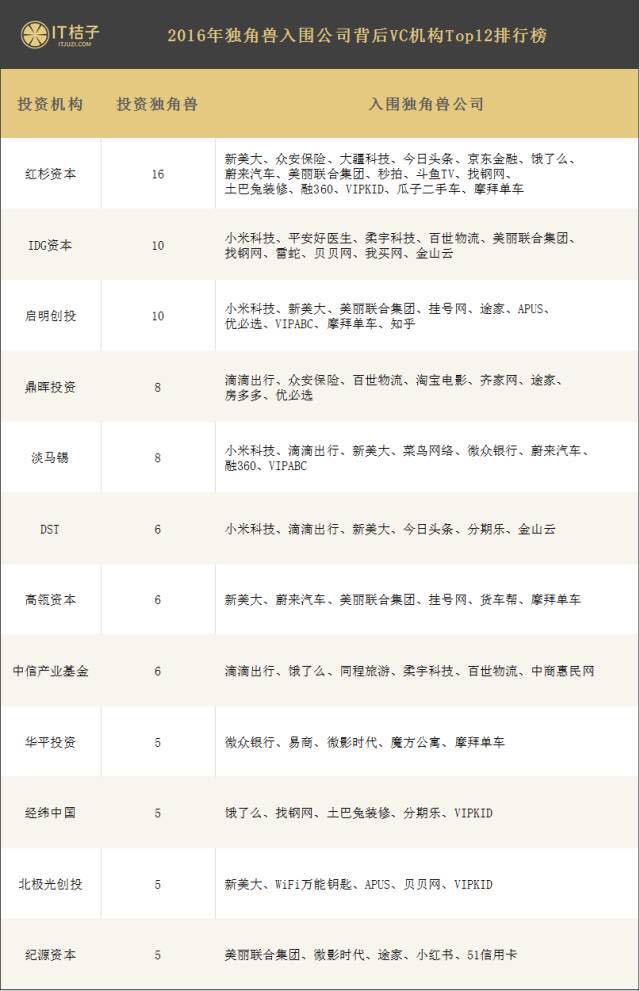 IT桔子
ITJUZI.COM
2016年独角兽入围公司背后VC机构Top12排行榜
投资机构 投资独角兽 入围独角兽公司
红杉资本 16 新美大、众安保险、大疆科技、今日头条、京东金融、饿了么、
蔚来汽车、美丽联合集团、秒拍、斗鱼TV、找钢网、
土巴兔装修、融360、VIPKID、瓜子二手车、摩拜单车
IDG资本 10 小米科技、平安好医生、柔宇科技、百世物流、美丽联合集团、
找钢网、雷蛇、贝贝网、我买网、金山云
启明创投 10 小米科技、新美大、美丽联合集团、挂号网、途家、APUS、
优必选、VIPABC、摩拜单车、知乎
鼎晖投资 8 滴滴出行、众安保险、百世物流、淘宝电影、齐家网、途家、
房多多、优必选
淡马锡 8 小米科技、滴滴出行、新美大、菜鸟网络、微众银行、蔚来汽车、
融360、VIPABC
DST 6 小米科技、滴滴出行、新美大、今日头条、分期乐、金山云
高瓴资本 6 新美大、蔚来汽车、美丽联合集团、挂号网、货车帮、摩拜单车
中信产业基金 6 滴滴出行、饿了么、同程旅游、柔宇科技、百世物流、中商惠民网
华平投资 5 微众银行、易商、微影时代、魔方公寓、摩拜单车
经纬中国 5 饿了么、找钢网、土巴兔装修、分期乐、VIPKID
北极光创投 5 新美大、WiFi万能钥匙、APUS、贝贝网、VIPKID
纪源资本 5 美丽联合集团、微影时代、途家、小红书、51信用卡